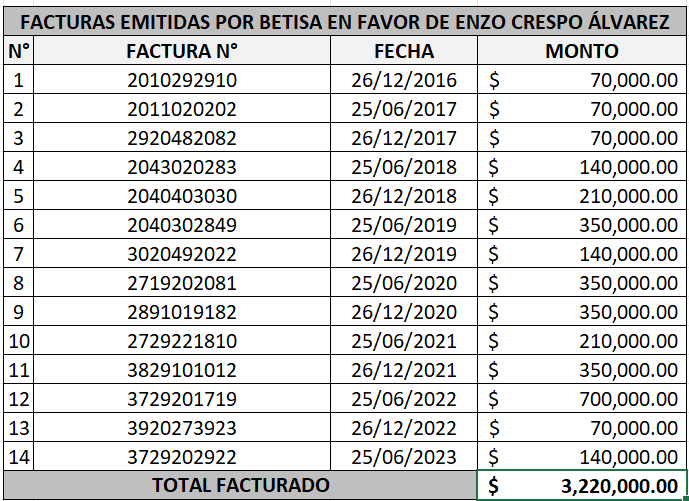 FACTURAS EMITIDAS POR BETISA EN FAVOR DE ENZO CRESPO ÁLVAREZ
N° FACTURA N° FECHA MONTO
1 2010292910 26/12/2016 $ 70,000.00
2 2011020202 25/06/2017 $ 70,000.00
3 2920482082 26/12/2017 $ 70,000.00
4 2043020283 25/06/2018 $ 140,000.00
5 2040403030 26/12/2018 $ 210,000.00
6 2040302849 25/06/2019 $ 350,000.00
7 3020492022 26/12/2019 $ 140,000.00
8 2719202081 25/06/2020 $ 350,000.00
9 2891019182 26/12/2020 $ 350,000.00
10 2729221810 25/06/2021 $ 210,000.00
11 3829101012 26/12/2021 $ 350,000.00
12 3729201719 25/06/2022 $ 700,000.00
13 3920273923 26/12/2022 $ 70,000.00
14 3729202922 25/06/2023 $ 140,000.00
TOTAL FACTURADO $ 3,220,000.00